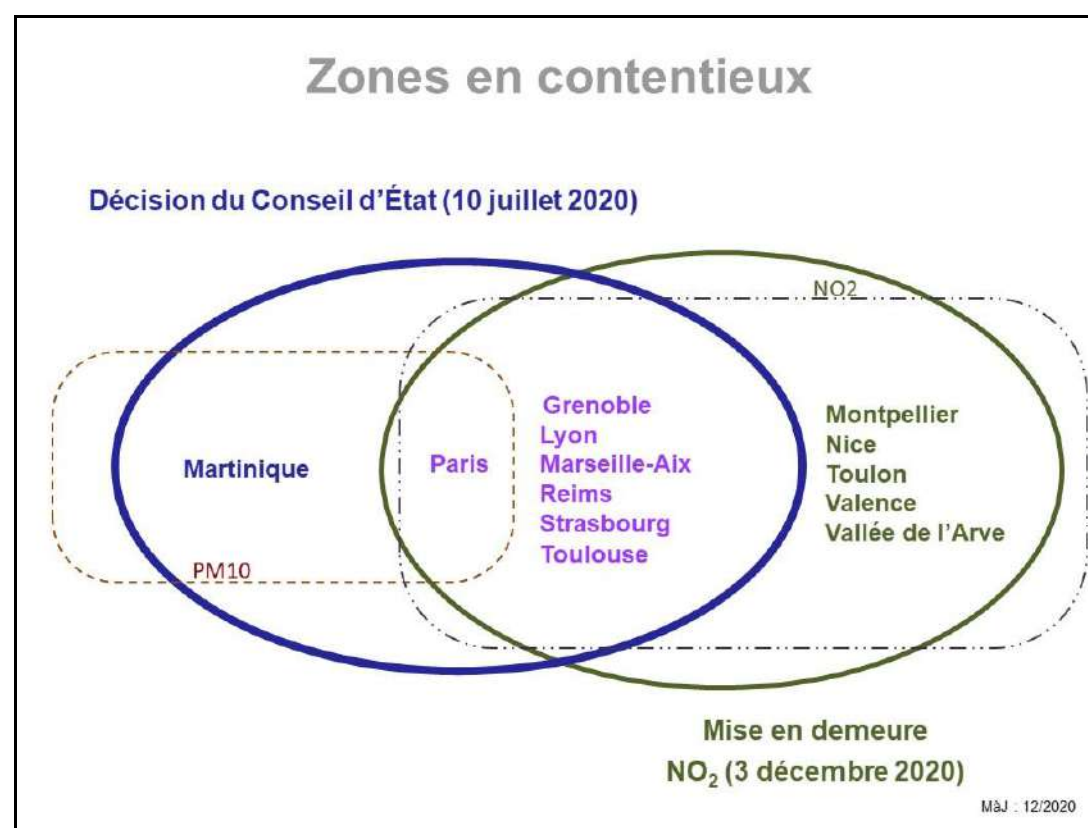 Zones en contentieux
Décision du Conseil d’État (10 juillet 2020)
NO2
Martinique
Paris
Grenoble
Lyon
Marseille-Aix
Reims
Strasbourg
Toulouse
Montpellier
Nice
Toulon
Valence
Vallée de l’Arve
PM10
Mise en demeure
NO₂ (3 décembre 2020)
MàJ : 12/2020